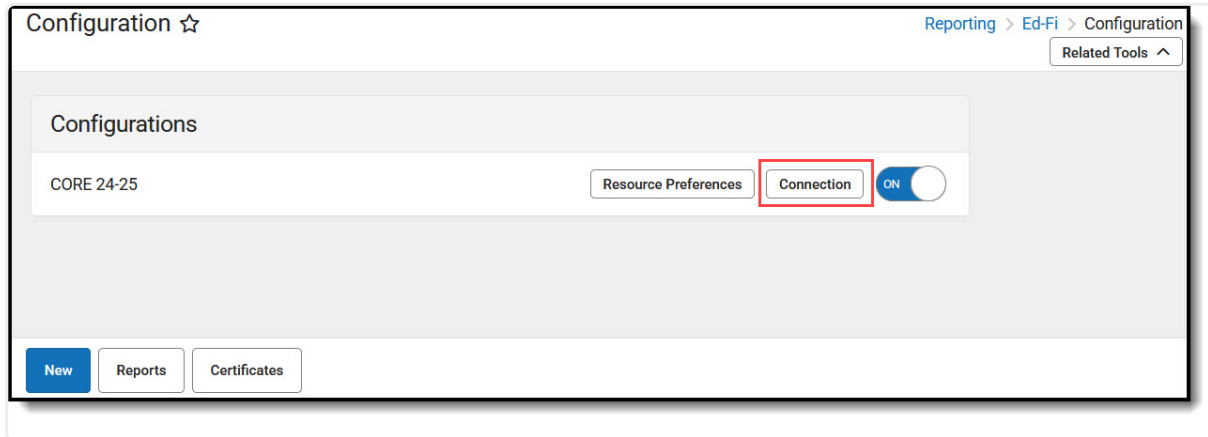 Configuration
Reporting > Ed-Fi > Configuration
Related Tools
Configurations
CORE 24-25
Resource Preferences
Connection
ON
New
Reports
Certificates